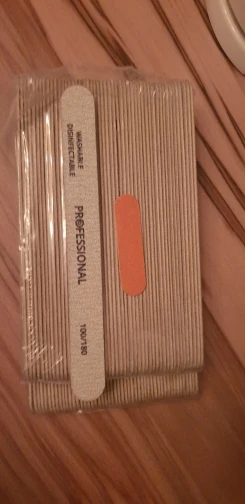 WASHABLE
DISINFECTABLE
PROFESSIONAL
100/180